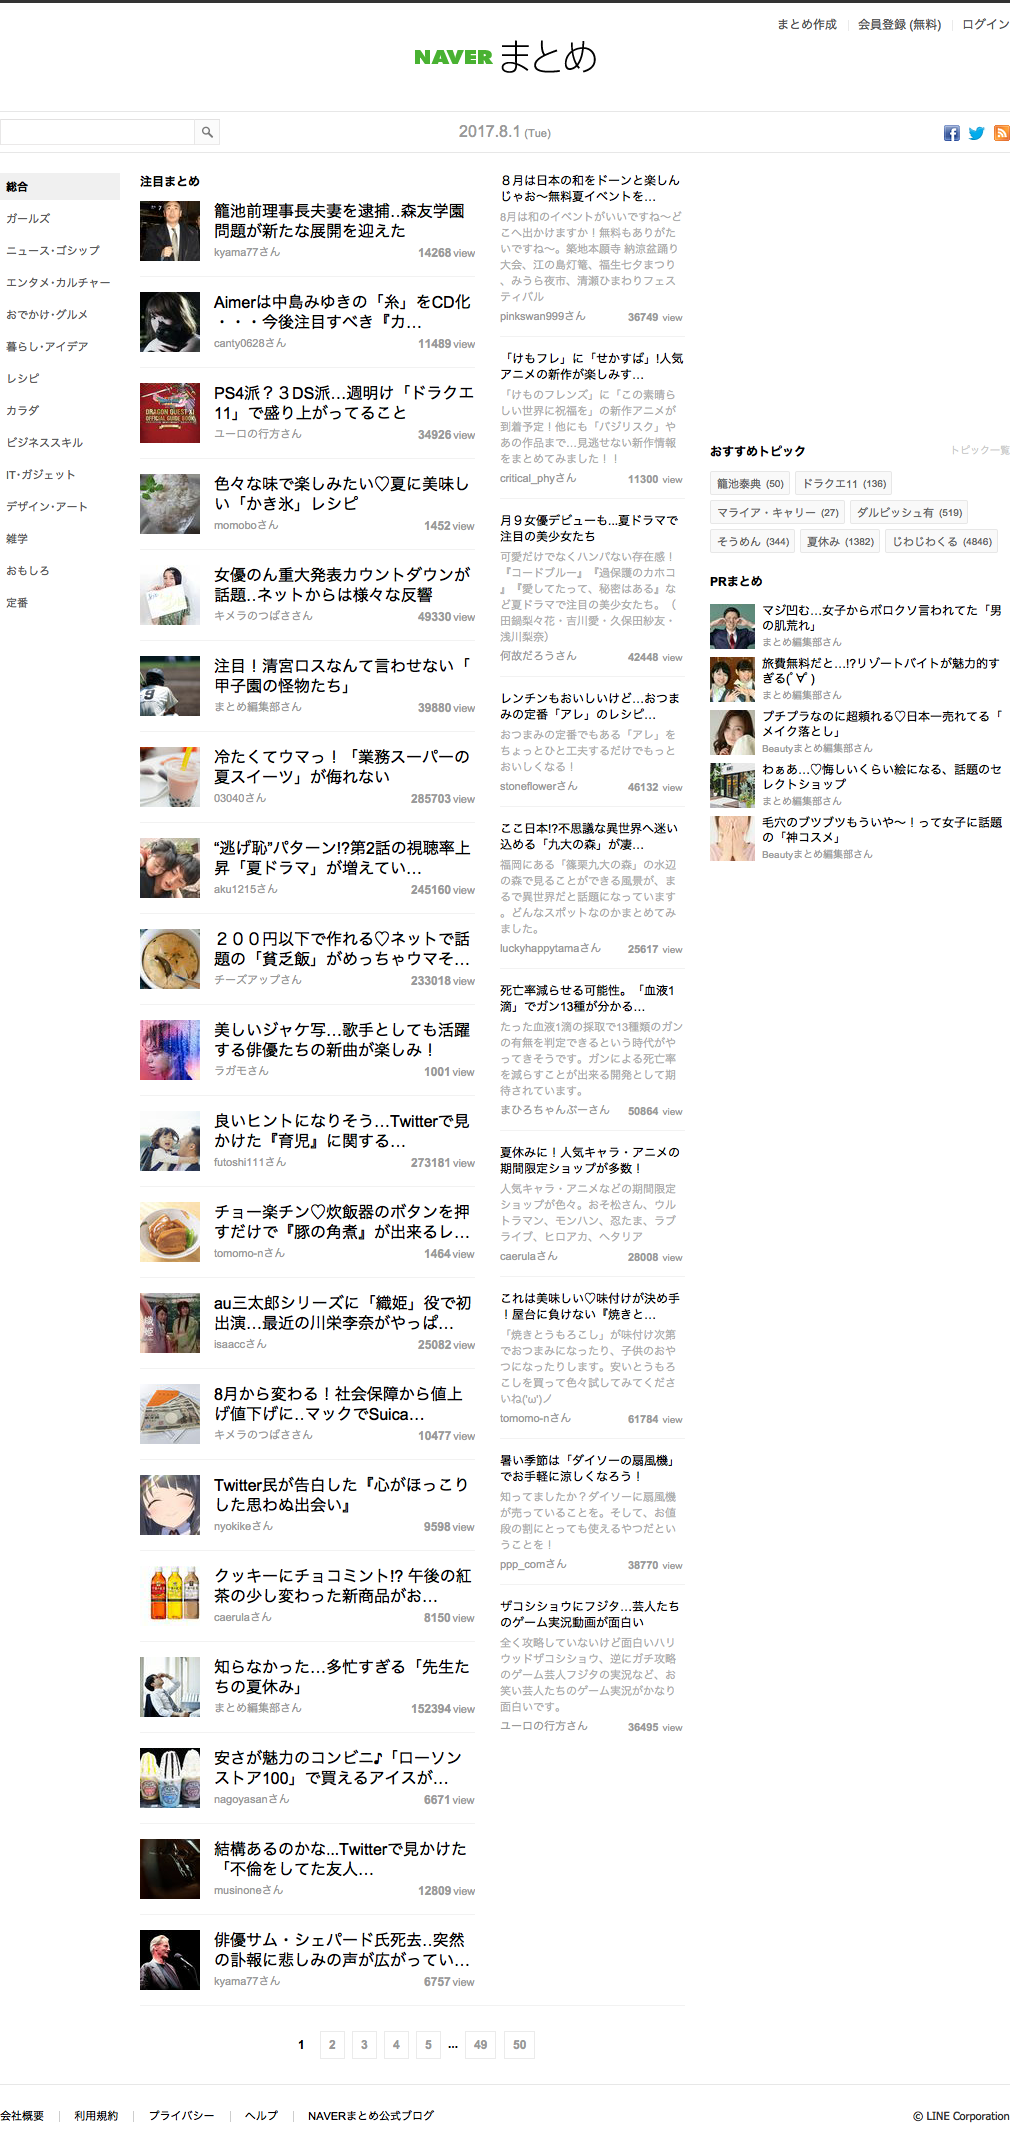 まとめ作成
会員登録 (無料)
ログイン
NAVER まとめ
2017.8.1 (Tue)
総合
ガールズ
ニュース・ゴシップ
エンタメ・カルチャー
おでかけ・グルメ
暮らし・アイデア
レシピ
カラダ
ビジネススキル
IT・ガジェット
デザイン・アート
雑学
おもしろ
定番
注目まとめ
籠池前理事長夫妻を逮捕‥森友学園
問題が新たな展開を迎えた
kyama77さん 14268 view
Aimerは中島みゆきの「糸」をCD化
・・・今後注目すべき『カ…
canty0628さん 11489 view
PS4派？３DS派…週明け「ドラクエ
11」で盛り上がってること
ユーロの行方さん 34926 view
色々な味で楽しみたい♡夏に美味し
い「かき氷」レシピ
momoboさん 1452 view
女優のん重大発表カウントダウンが
話題‥ネットからは様々な反響
キメラのつばささん 49330 view
注目！清宮ロスなんて言わせない「
甲子園の怪物たち」
まとめ編集部さん 39880 view
冷たくてウマっ！「業務スーパーの
夏スイーツ」が侮れない
03040さん 285703 view
“逃げ恥”パターン!?第2話の視聴率上
昇「夏ドラマ」が増えてい…
aku1215さん 245160 view
２００円以下で作れる♡ネットで話
題の「貧乏飯」がめっちゃウマそ…
チーズアップさん 233018 view
美しいジャケ写…歌手としても活躍
する俳優たちの新曲が楽しみ！
ラガモさん 1001 view
良いヒントになりそう…Twitterで見
かけた『育児』に関する…
futoshi111さん 273181 view
チョー楽チン♡炊飯器のボタンを押
すだけで『豚の角煮』が出来るレ…
tomomo-nさん 1464 view
au三太郎シリーズに「織姫」役で初
出演…最近の川栄李奈がやっぱ…
isaaccさん 25082 view
8月から変わる！社会保障から値上
げ値下げに‥マックでSuica…
キメラのつばささん 10477 view
Twitter民が告白した『心がほっこり
した思わぬ出会い』
nyokikeさん 9598 view
クッキーにチョコミント!? 午後の紅
茶の少し変わった新商品がお…
caerulaさん 8150 view
知らなかった…多忙すぎる「先生た
ちの夏休み」
まとめ編集部さん 152394 view
安さが魅力のコンビニ♪「ローソン
ストア100」で買えるアイスが…
nagoyasanさん 6671 view
結構あるのかな...Twitterで見かけた
「不倫をしてた友人…
musinoneさん 12809 view
俳優サム・シェパード氏死去‥突然
の訃報に悲しみの声が広がってい…
kyama77さん 6757 view
８月は日本の和をドーンと楽しん
じゃお〜無料夏イベントを…
8月は和のイベントがいいですね〜ど
こへ出かけますか！無料もありがた
いですね〜。築地本願寺 納涼盆踊り
大会、江の島灯篭、福生七夕まつり
、みうら夜市、清瀬ひまわりフェス
ティバル
pinkswan999さん 36749 view
「けもフレ」に「せかすば」!人気
アニメの新作が楽しみす…
「けものフレンズ」に「この素晴ら
しい世界に祝福を」の新作アニメが
到着予定！他にも「バジリスク」や
あの作品まで…見逃せない新作情報
をまとめてみました！！
critical_phyさん 11300 view
月９女優デビューも...夏ドラマで
注目の美少女たち
可愛だけでなくハンパない存在感！
『コードブルー』『過保護のカホコ
』『愛してたって、秘密はある』な
ど夏ドラマで注目の美少女たち。（
田鍋梨々花・吉川愛・久保田紗友・
浅川梨奈）
何故だろうさん 42448 view
レンチンもおいしいけど…おつま
みの定番「アレ」のレシピ…
おつまみの定番でもある「アレ」を
ちょっとひと工夫するだけでもっと
おいしくなる！
stoneflowerさん 46132 view
ここ日本!?不思議な異世界へ迷い
込める「九大の森」が凄…
福岡にある「篠栗九大の森」の水辺
の森で見ることができる風景が、ま
るで異世界だと話題になっています
。どんなスポットなのかまとめてみ
ました。
luckyhappytamaさん 25617 view
死亡率減らせる可能性。「血液1
滴」でガン13種が分かる…
たった血液1滴の採取で13種類のガン
の有無を判定できるという時代がや
ってきそうです。ガンによる死亡率
を減らすことが出来る開発として期
待されています。
まひろちゃんぷーさん 50864 view
夏休みに！人気キャラ・アニメの
期間限定ショップが多数！
人気キャラ・アニメなどの期間限定
ショップが色々。おそ松さん、ウル
トラマン、モンハン、忍たま、ラブ
ライブ、ヒロアカ、ヘタリア
caerulaさん 28008 view
これは美味しい♡味付けが決め手
！屋台に負けない『焼きと…
「焼きとうもろこし」が味付け次第
でおつまみになったり、子供のおや
つになったりします。安いとうもろ
こしを買って色々試してみてくださ
いね('ω')ノ
tomomo-nさん 61784 view
暑い季節は「ダイソーの扇風機」
でお手軽に涼しくなろう！
知ってましたか？ダイソーに扇風機
が売っていることを。そして、お値
段の割にとっても使えるやつだとい
うことを！
ppp_comさん 38770 view
ザコシショウにフジタ…芸人たち
のゲーム実況動画が面白い
全く攻略していないけど面白いハリ
ウッドザコシショウ、逆にガチ攻略
のゲーム芸人フジタの実況など、お
笑い芸人たちのゲーム実況がかなり
面白いです。
ユーロの行方さん 36495 view
おすすめトピック
トピック一覧
籠池泰典 (50)
ドラクエ11 (136)
マライア・キャリー (27)
ダルビッシュ有 (519)
そうめん (344)
夏休み (1382)
じわじわくる (4846)
PRまとめ
マジ凹む…女子からボロクソ言われてた「男
の肌荒れ」
まとめ編集部さん
旅費無料だと…!?リゾートバイトが魅力的す
ぎる(ﾟ∀ﾟ)
まとめ編集部さん
プチプラなのに超頼れる♡日本一売れてる「
メイク落とし」
Beautyまとめ編集部さん
わぁあ…♡悔しいくらい絵になる、話題のセ
レクトショップ
まとめ編集部さん
毛穴のブツブツもういや〜！って女子に話題
の「神コスメ」
Beautyまとめ編集部さん
1 2 3 4 5 ... 49 50
会社概要
利用規約
プライバシー
ヘルプ
NAVERまとめ公式ブログ
© LINE Corporation